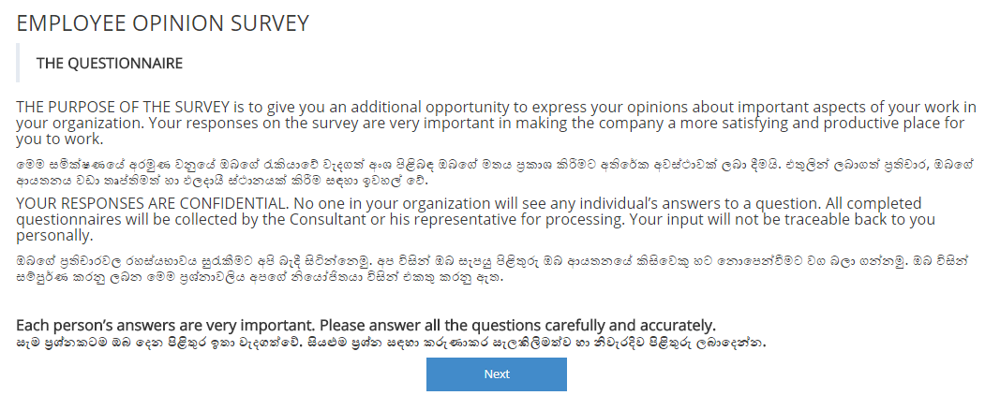 EMPLOYEE OPINION SURVEY
THE QUESTIONNAIRE
THE PURPOSE OF THE SURVEY is to give you an additional opportunity to express your opinions about important aspects of your work in
your organization. Your responses on the survey are very important in making the company a more satisfying and productive place for
you to work.
මෙම සමීක්ෂණයේ අරමුණ වනුයේ ඔබගේ රැකියාවේ වැදගත් අංශ පිළිබඳ ඔබගේ මතය ප්‍රකාශ කිරීමට අතිරේක අවස්ථාවක් ලබා දීමයි. එතුලින් ලබාගත් ප්‍රතිචාර, ඔබගේ
ආයතනය වඩා තෘප්තිමත් හා ඵලදායී ස්ථානයක් කිරීම සඳහා ඉවහල් වේ.
YOUR RESPONSES ARE CONFIDENTIAL. No one in your organization will see any individual’s answers to a question. All completed
questionnaires will be collected by the Consultant or his representative for processing. Your input will not be traceable back to you
personally.
ඔබගේ ප්‍රතිචාරවල රහස්‍යභාවය සුරැකීමට අපි බැඳී සිටින්නෙමු. අප විසින් ඔබ සැපයූ පිළිතුරු ඔබ ආයතනයේ කිසිවෙකු හට නොපෙන්වීමට වග බලා ගන්නමු. ඔබ විසින්
සම්පුර්ණ කරනු ලබන මෙම ප්‍රශ්නාවලිය අපගේ නියෝජිතයා විසින් එකතු කරනු ඇත.
Each person’s answers are very important. Please answer all the questions carefully and accurately.
සැම ප්‍රශ්නකටම ඔබ දෙන පිළිතුර ඉතා වැදගත්වේ. සියළුම ප්‍රශ්න සඳහා කරුණාකර සැලකිලිමත්ව හා නිවැරදිව පිළිතුරු ලබාදෙන්න.
Next